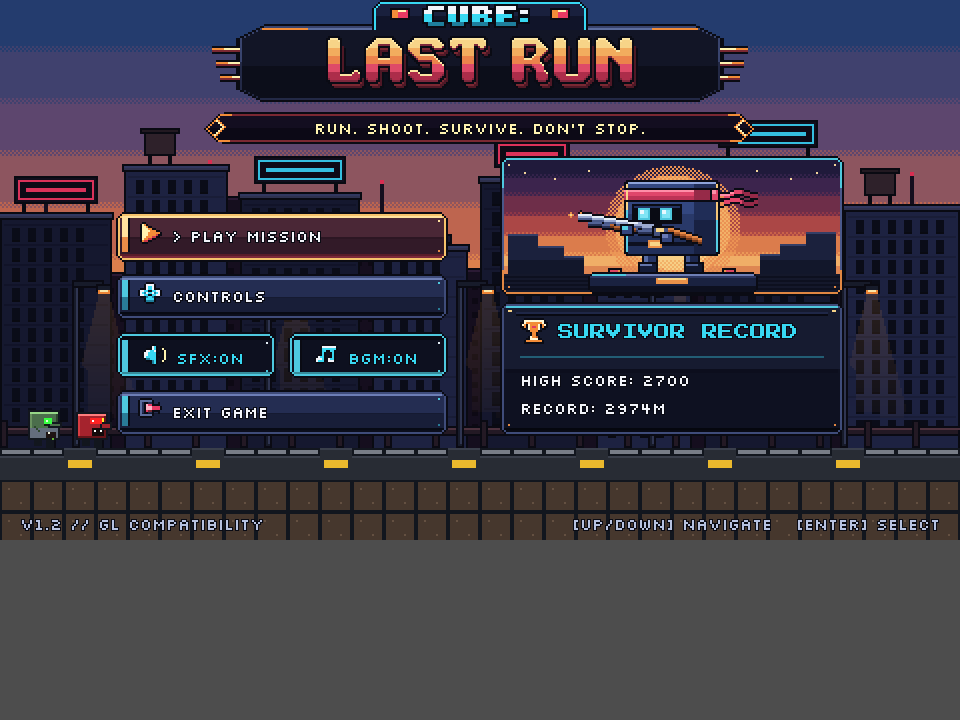 CUBE:
LAST RUN
RUN. SHOOT. SURVIVE. DON'T STOP.
> PLAY MISSION
CONTROLS
SFX:ON
BGM:ON
EXIT GAME
SURVIVOR RECORD
HIGH SCORE: 2700
RECORD: 2974M
V1.2 // GL COMPATIBILITY
[UP/DOWN] NAVIGATE [ENTER] SELECT